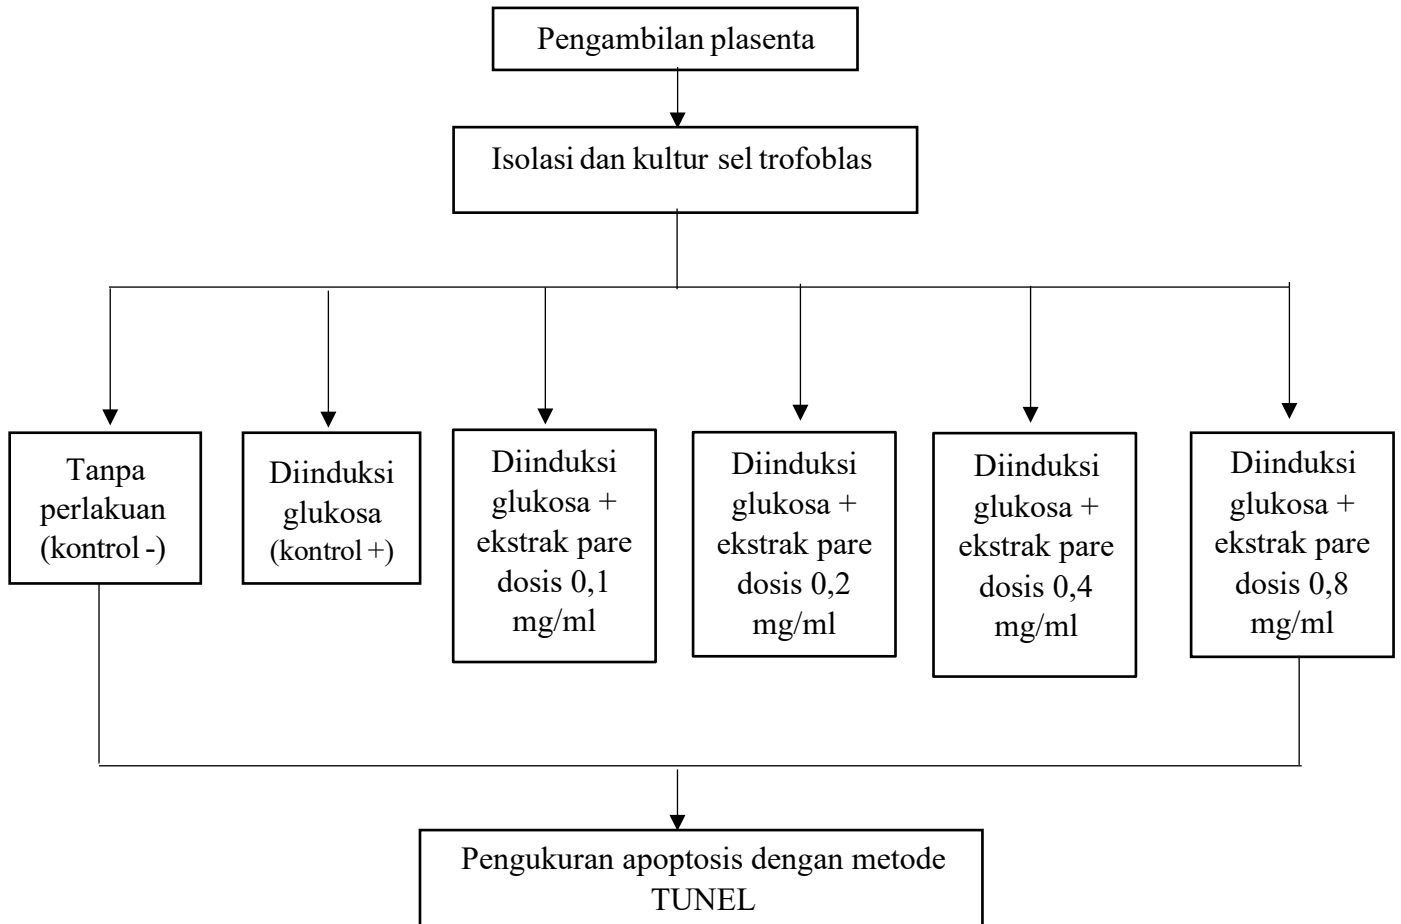 Pengambilan plasenta
Isolasi dan kultur sel trofoblas
Tanpa
perlakuan
(kontrol -)
Diinduksi
glukosa
(kontrol +)
Diinduksi
glukosa +
ekstrak pare
dosis 0,1
mg/ml
Diinduksi
glukosa +
ekstrak pare
dosis 0,2
mg/ml
Diinduksi
glukosa +
ekstrak pare
dosis 0,4
mg/ml
Diinduksi
glukosa +
ekstrak pare
dosis 0,8
mg/ml
Pengukuran apoptosis dengan metode
TUNEL